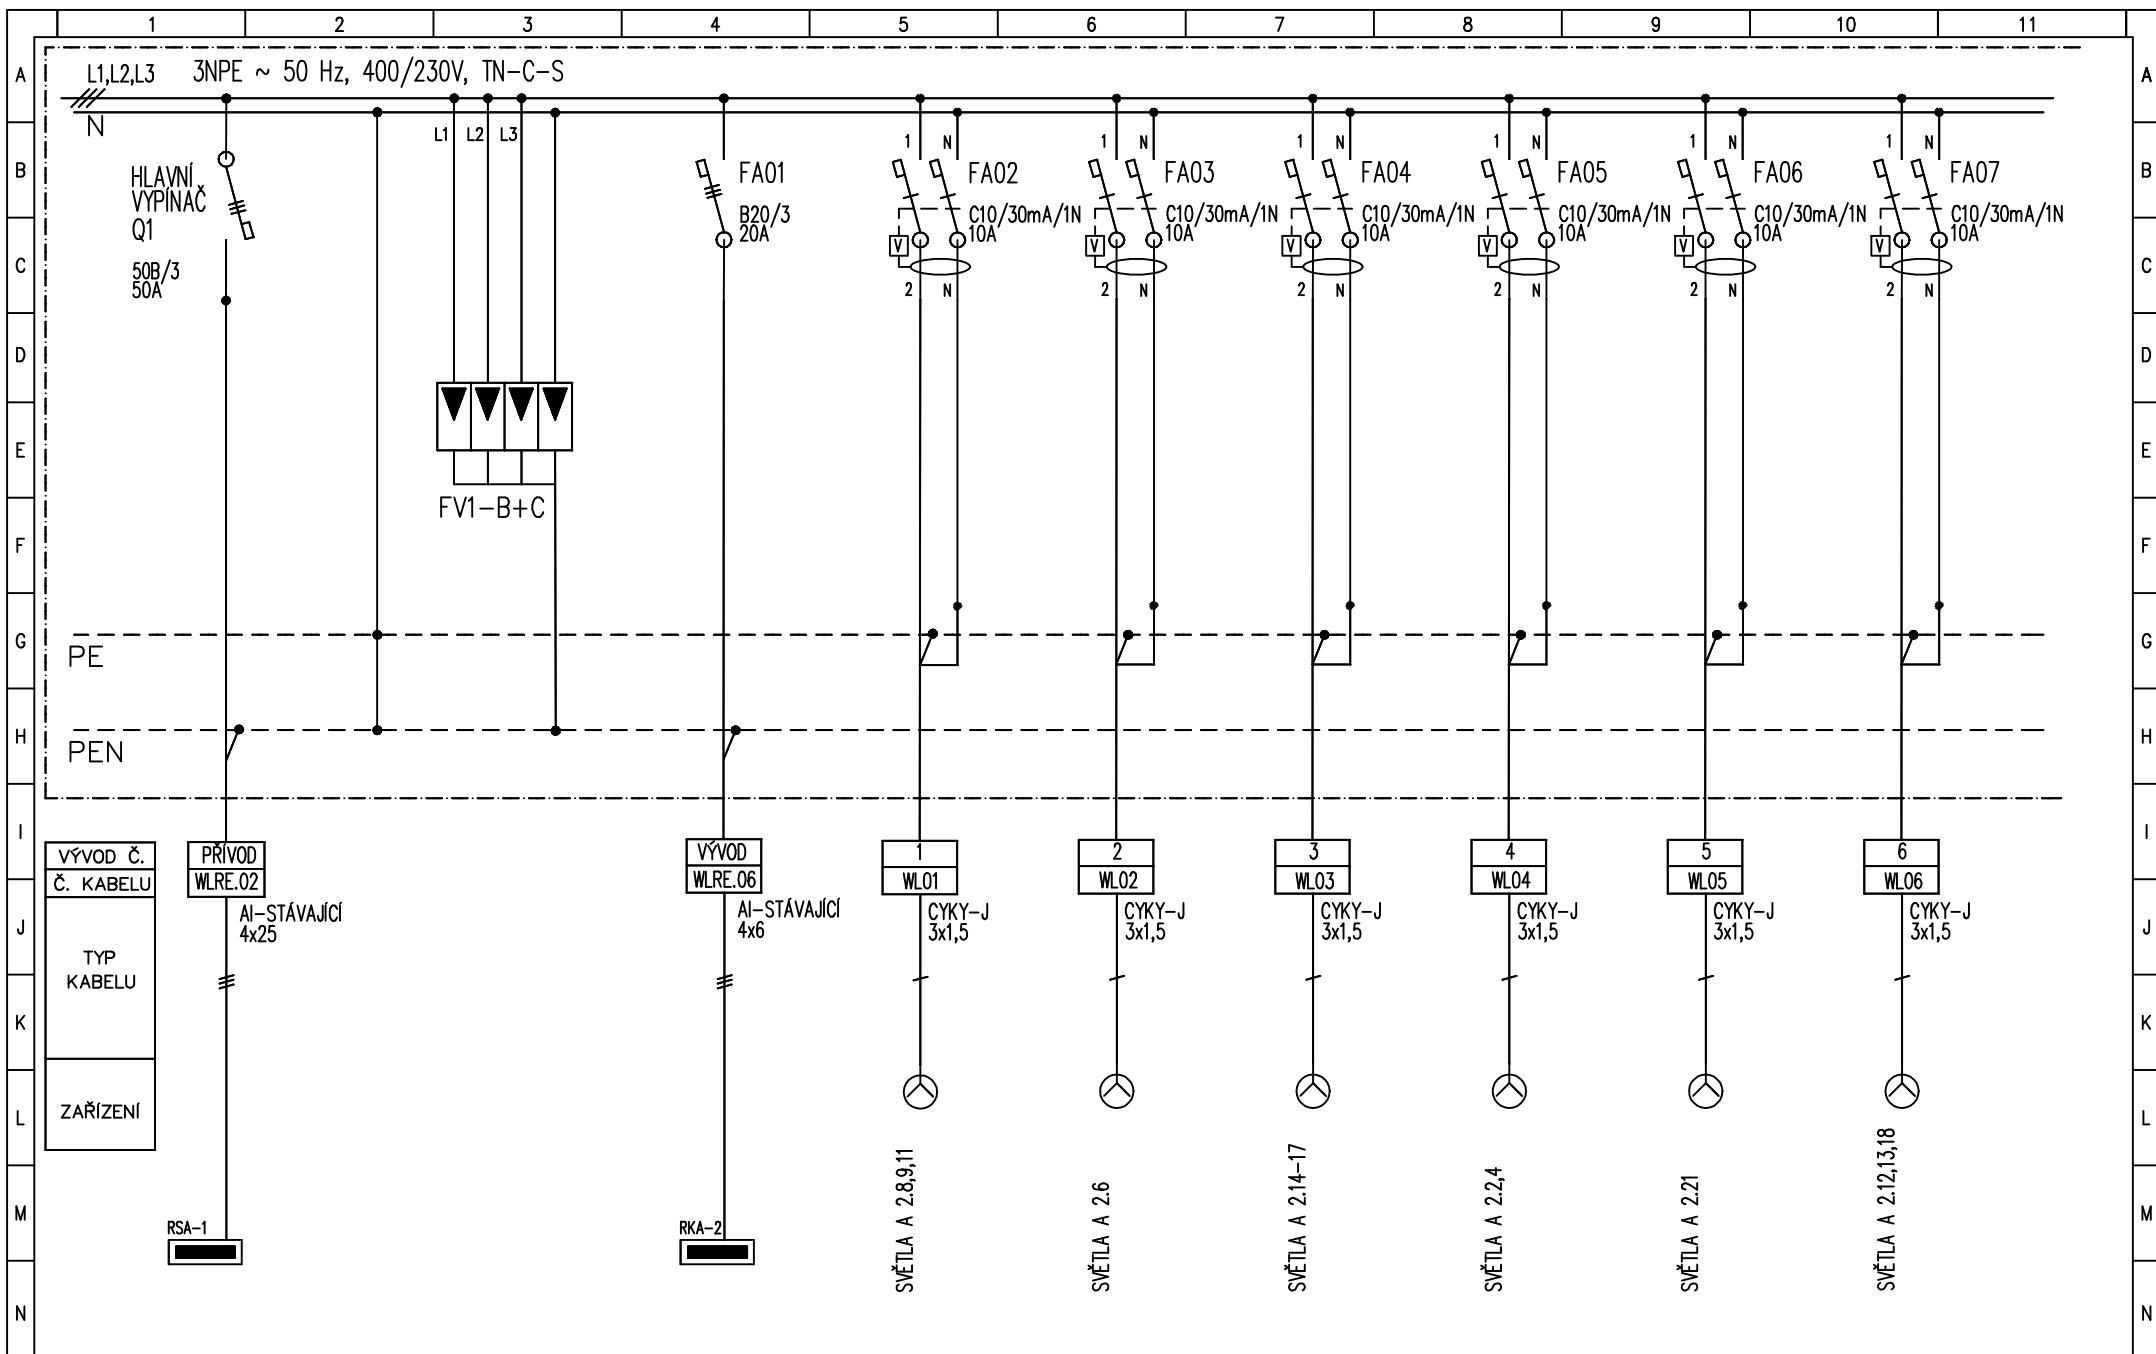 1 2 3 4 5 6 7 8 9 10 11
A L1,L2,L3 3NPE ~ 50 Hz, 400/230V, TN-C-S A
N
L1 L2 L3
1 N 1 N 1 N 1 N 1 N 1 N
B B
HLAVNÍ
VYPÍNAČ
Q1
50B/3
50A
FA01
B20/3
20A
FA02
C10/30mA/1N
10A
FA03
C10/30mA/1N
10A
FA04
C10/30mA/1N
10A
FA05
C10/30mA/1N
10A
FA06
C10/30mA/1N
10A
FA07
C10/30mA/1N
10A
V V V V V V
C C
2 N 2 N 2 N 2 N 2 N 2 N
D D
E E
FV1-B+C
F F
G G
PE
H H
PEN
I I
VÝVOD Č.
Č. KABELU
TYP
KABELU
ZAŘÍZENÍ
PŘÍVOD
WLRE.02
AI-STÁVAJÍCÍ
4x25
VÝVOD
WLRE.06
AI-STÁVAJÍCÍ
4x6
1
WL01
CYKY-J
3x1,5
2
WL02
CYKY-J
3x1,5
3
WL03
CYKY-J
3x1,5
4
WL04
CYKY-J
3x1,5
5
WL05
CYKY-J
3x1,5
6
WL06
CYKY-J
3x1,5
J J
K K
L L
M M
RSA-1
RKA-2
SVĚTLA A 2.8,9,11
SVĚTLA A 2.6
SVĚTLA A 2.14-17
SVĚTLA A 2.2,4
SVĚTLA A 2.21
SVĚTLA A 2.12,13,18
N N